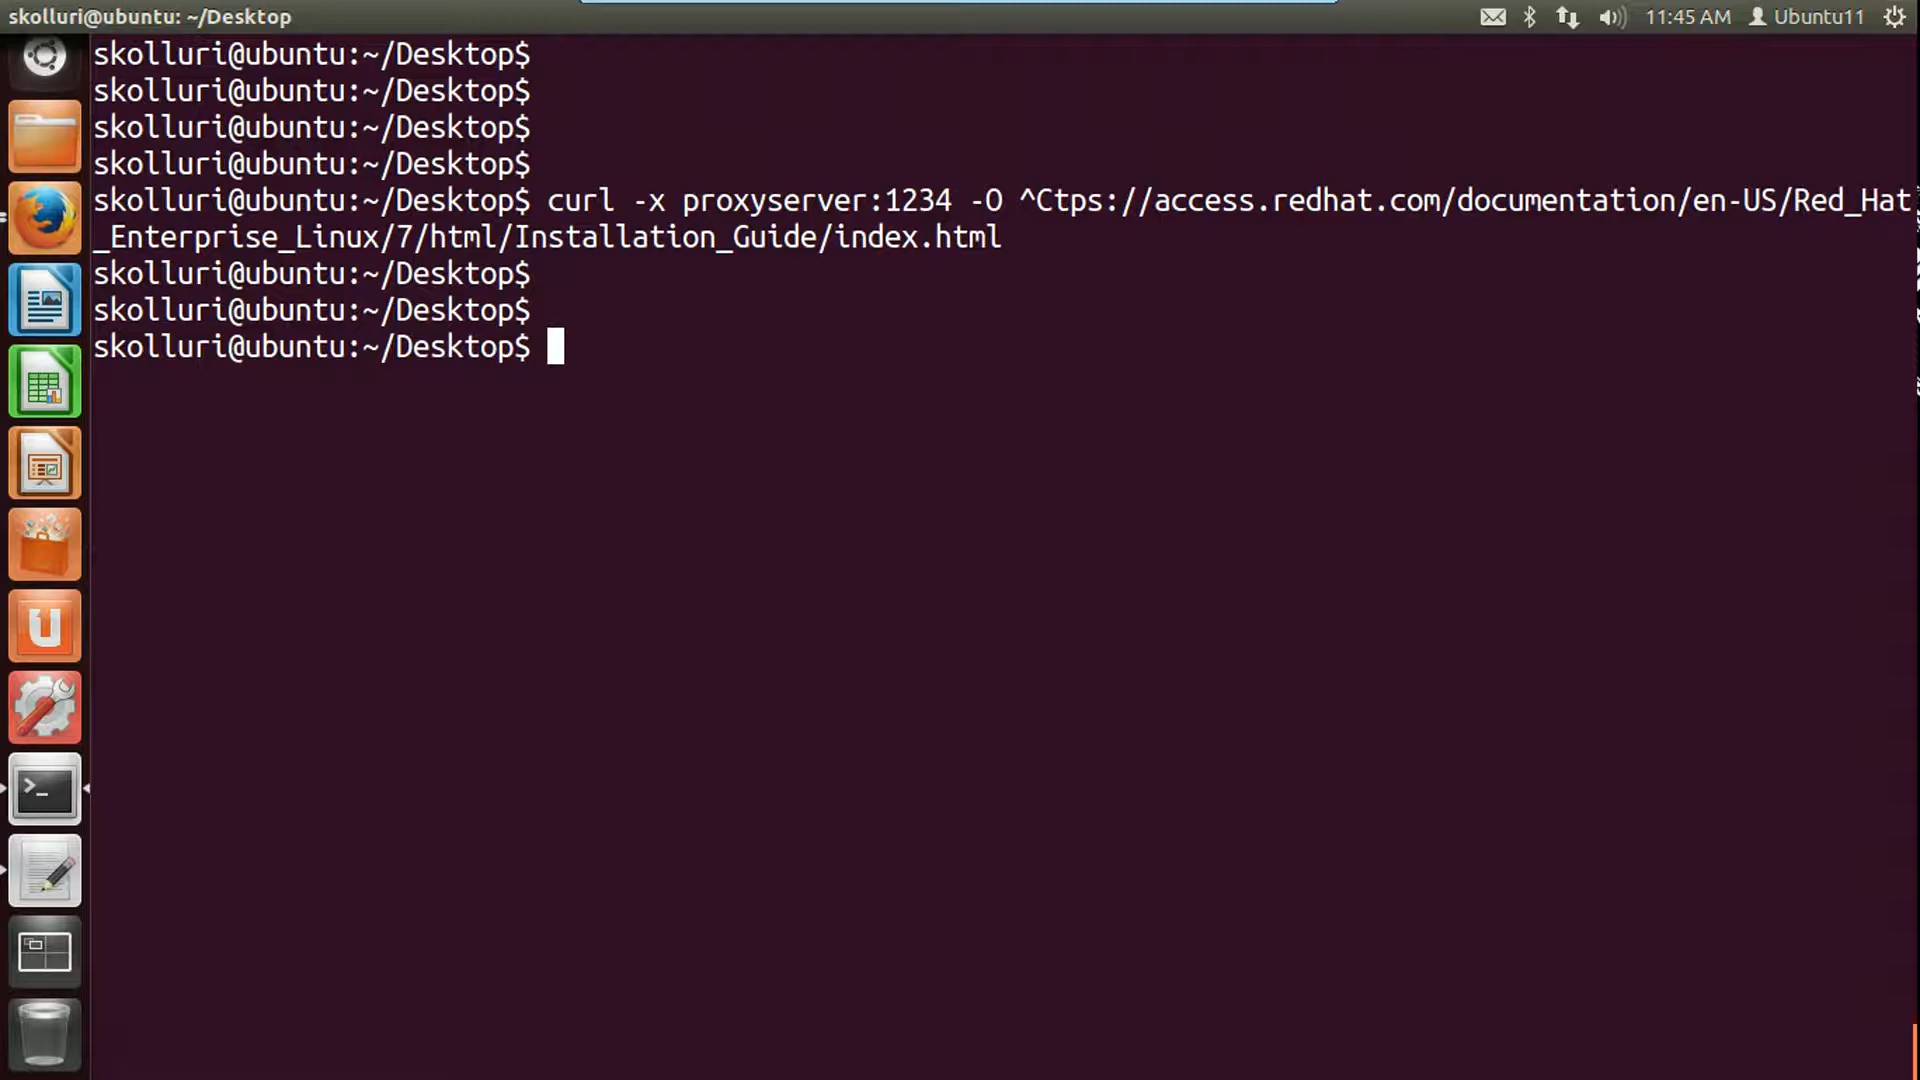 skolluri@ubuntu: ~/Desktop
11:45 AM
Ubuntu11
skolluri@ubuntu:~/Desktop$
skolluri@ubuntu:~/Desktop$
skolluri@ubuntu:~/Desktop$
skolluri@ubuntu:~/Desktop$
skolluri@ubuntu:~/Desktop$ curl -x proxyserver:1234 -O ^Ctps://access.redhat.com/documentation/en-US/Red_Hat
_Enterprise_Linux/7/html/Installation_Guide/index.html
skolluri@ubuntu:~/Desktop$
skolluri@ubuntu:~/Desktop$
skolluri@ubuntu:~/Desktop$